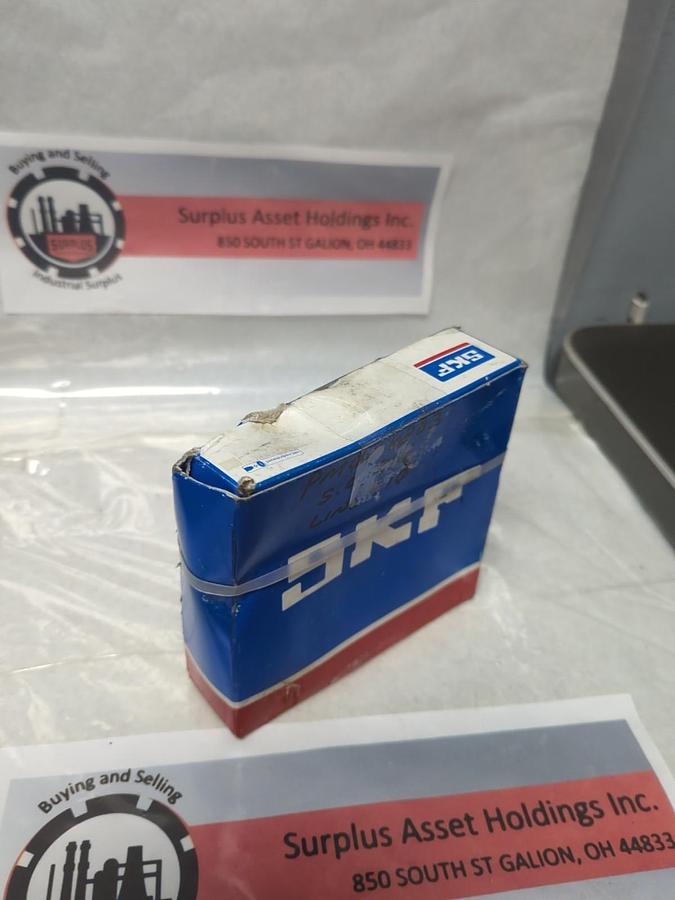 Buying and Selling
SURPLUS
Industrial Surplus
Surplus Asset Holdings Inc.
850 SOUTH ST GALION, OH 44833
SKF
SKF
Buying and Selling
Surplus Asset Holdings Inc.
850 SOUTH ST GALION, OH 44833